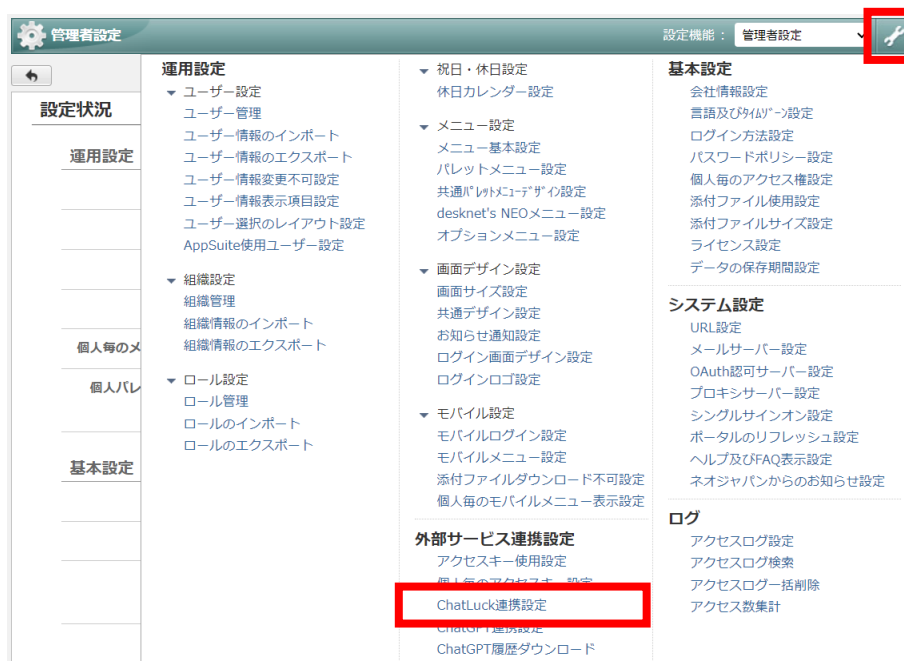 管理者設定
設定機能： 管理者設定
設定状況
運用設定
個人毎のメ
個人パレ
基本設定
運用設定
ユーザー設定
ユーザー管理
ユーザー情報のインポート
ユーザー情報のエクスポート
ユーザー情報変更不可設定
ユーザー情報表示項目設定
ユーザー選択のレイアウト設定
AppSuite使用ユーザー設定
組織設定
組織管理
組織情報のインポート
組織情報のエクスポート
ロール設定
ロール管理
ロールのインポート
ロールのエクスポート
祝日・休日設定
休日カレンダー設定
メニュー設定
メニュー基本設定
パレットメニュー設定
共通ﾊﾟﾚｯﾄﾒﾆｭｰﾃﾞｻﾞｲﾝ設定
desknet's NEOメニュー設定
オプションメニュー設定
画面デザイン設定
画面サイズ設定
共通デザイン設定
お知らせ通知設定
ログイン画面デザイン設定
ログインロゴ設定
モバイル設定
モバイルログイン設定
モバイルメニュー設定
添付ファイルダウンロード不可設定
個人毎のモバイルメニュー表示設定
外部サービス連携設定
アクセスキー使用設定
個人毎のアクセスキー設定
ChatLuck連携設定
ChatGPT連携設定
ChatGPT履歴ダウンロード
基本設定
会社情報設定
言語及びﾀｲﾑｿﾞｰﾝ設定
ログイン方法設定
パスワードポリシー設定
個人毎のアクセス権設定
添付ファイル使用設定
添付ファイルサイズ設定
ライセンス設定
データの保存期間設定
システム設定
URL設定
メールサーバー設定
OAuth認可サーバー設定
プロキシサーバー設定
シングルサインオン設定
ポータルのリフレッシュ設定
ヘルプ及びFAQ表示設定
ネオジャパンからのお知らせ設定
ログ
アクセスログ設定
アクセスログ検索
アクセスログ一括削除
アクセス数集計